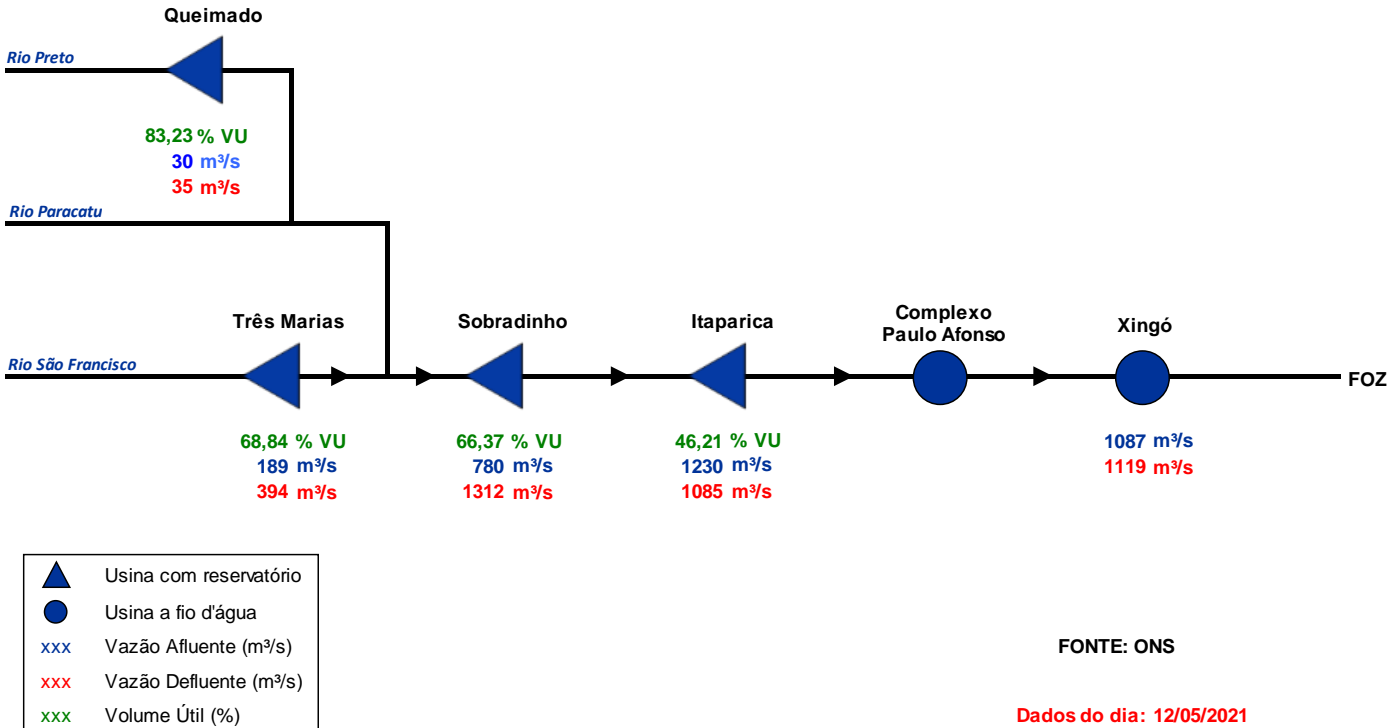 Queimado
Rio Preto
83,23 % VU
30 m³/s
35 m³/s
Rio Paracatu
Três Marias
Sobradinho
Itaparica
Complexo
Paulo Afonso
Xingó
Rio São Francisco
FOZ
68,84 % VU
189 m³/s
394 m³/s
66,37 % VU
780 m³/s
1312 m³/s
46,21 % VU
1230 m³/s
1085 m³/s
1087 m³/s
1119 m³/s
Usina com reservatório
Usina a fio d'água
xxx Vazão Afluente (m³/s)
xxx Vazão Defluente (m³/s)
xxx Volume Útil (%)
FONTE: ONS
Dados do dia: 12/05/2021